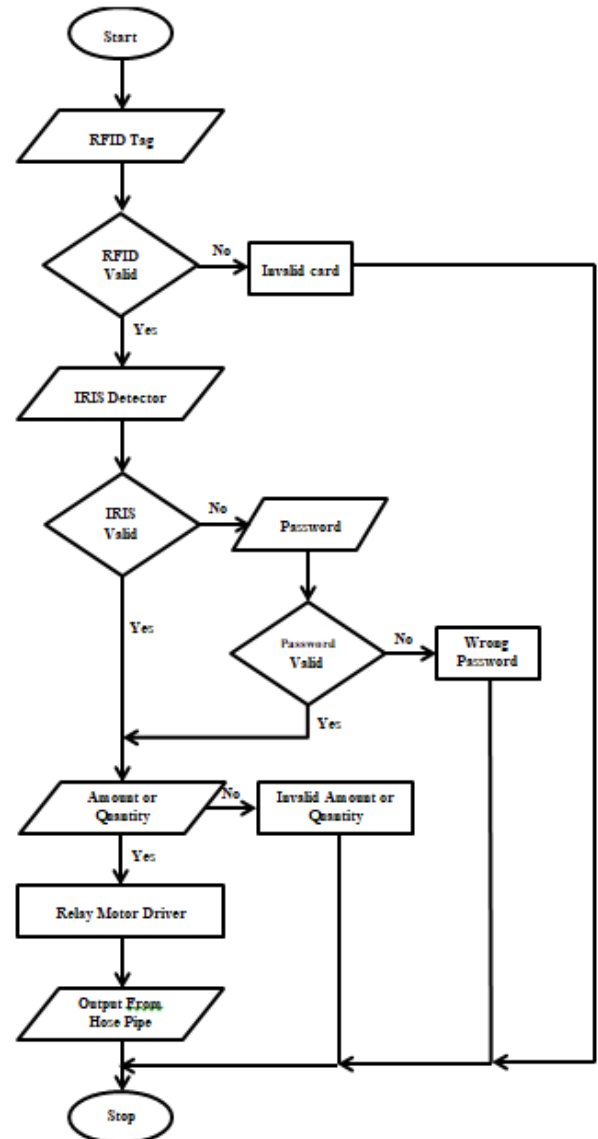 Start
RFID Tag
RFID
Valid
No
Invalid card
Yes
IRIS Detector
IRIS
Valid
No
Password
Yes
Password
Valid
No
Wrong
Password
Yes
Amount or
Quantity
No
Invalid Amount or
Quantity
Yes
Relay Motor Driver
Output From
Hose Pipe
Stop